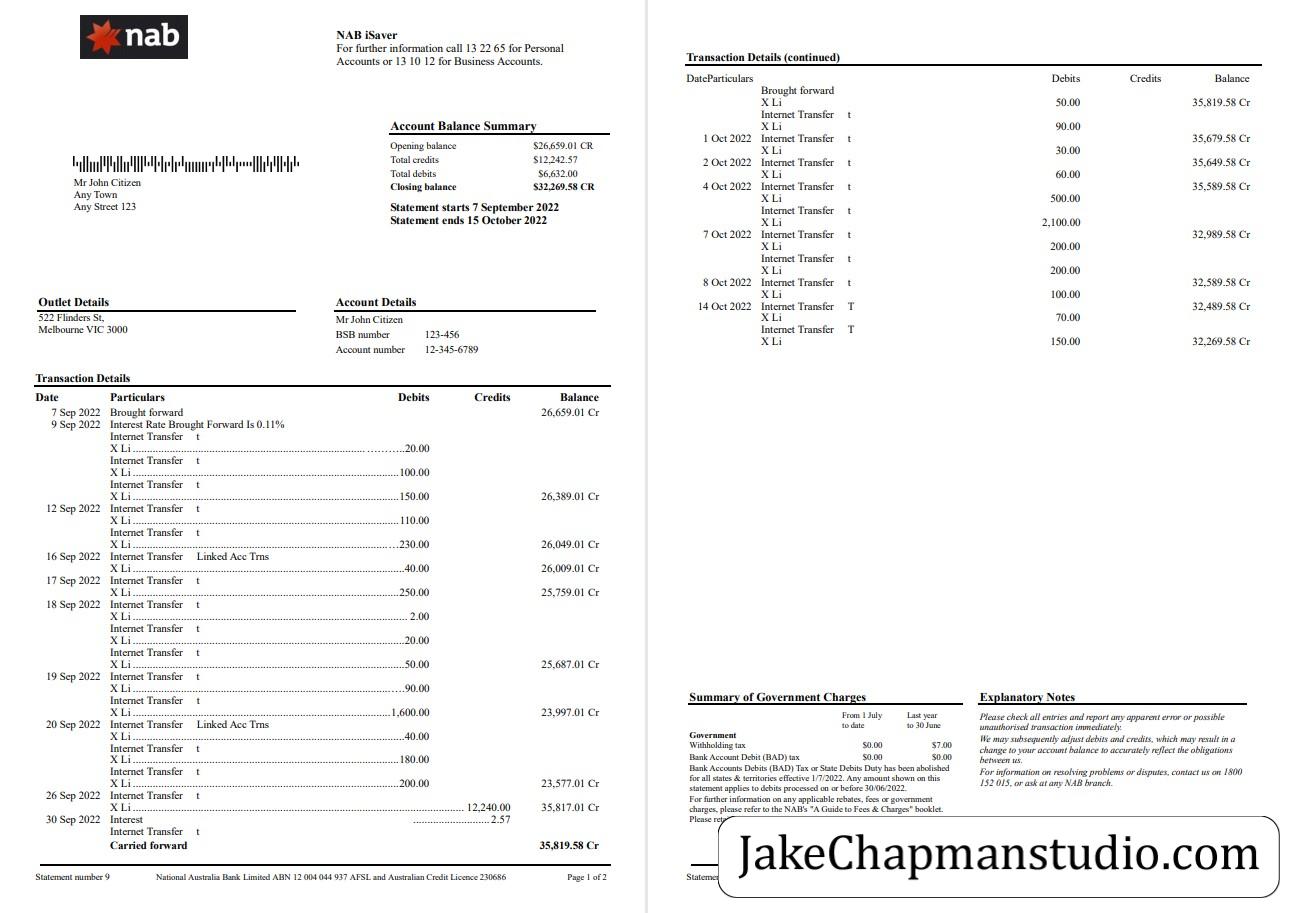 nab
NAB iSaver
For further information call 13 22 65 for Personal
Accounts or 13 10 12 for Business Accounts.
Account Balance Summary
Opening balance $26,659.01 CR
Total credits $12,242.57
Total debits $6,632.00
Closing balance $32,269.58 CR
Statement starts 7 September 2022
Statement ends 15 October 2022
Mr John Citizen
Any Town
Any Street 123
Outlet Details
522 Flinders St,
Melbourne VIC 3000
Account Details
Mr John Citizen
BSB number 123-456
Account number 12-345-6789
Transaction Details
Date Particulars Debits Credits Balance
7 Sep 2022 Brought forward 26,659.01 Cr
9 Sep 2022 Interest Rate Brought Forward Is 0.11%
Internet Transfer t
X Li 20.00
Internet Transfer t
X Li 100.00
Internet Transfer t
X Li 150.00 26,389.01 Cr
12 Sep 2022 Internet Transfer t
X Li 110.00
Internet Transfer t
X Li 230.00 26,049.01 Cr
16 Sep 2022 Internet Transfer Linked Acc Trns
X Li 40.00 26,009.01 Cr
17 Sep 2022 Internet Transfer t
X Li 250.00 25,759.01 Cr
18 Sep 2022 Internet Transfer t
X Li 2.00
Internet Transfer t
X Li 20.00
Internet Transfer t
X Li 50.00 25,687.01 Cr
19 Sep 2022 Internet Transfer t
X Li 90.00
Internet Transfer t
X Li 1,600.00 23,997.01 Cr
20 Sep 2022 Internet Transfer Linked Acc Trns
X Li 40.00
Internet Transfer t
X Li 180.00
Internet Transfer t
X Li 200.00 23,577.01 Cr
26 Sep 2022 Internet Transfer t
X Li 12,240.00 35,817.01 Cr
30 Sep 2022 Interest 2.57
Internet Transfer t
Carried forward 35,819.58 Cr
Statement number 9 National Australia Bank Limited ABN 12 004 044 937 AFSL and Australian Credit Licence 230686 Page 1 of 2
Transaction Details (continued)
DateParticulars Debits Credits Balance
Brought forward
X Li 50.00 35,819.58 Cr
Internet Transfer t
X Li 90.00
1 Oct 2022 Internet Transfer t 35,679.58 Cr
X Li 30.00
2 Oct 2022 Internet Transfer t 35,649.58 Cr
X Li 60.00
4 Oct 2022 Internet Transfer t 35,589.58 Cr
X Li 500.00
Internet Transfer t
X Li 2,100.00
7 Oct 2022 Internet Transfer t 32,989.58 Cr
X Li 200.00
Internet Transfer t
X Li 200.00
8 Oct 2022 Internet Transfer t 32,589.58 Cr
X Li 100.00
14 Oct 2022 Internet Transfer T 32,489.58 Cr
X Li 70.00
Internet Transfer T
X Li 150.00 32,269.58 Cr
Summary of Government Charges
From 1 July Last year
to date to 30 June
Government
Withholding tax $0.00 $7.00
Bank Account Debit (BAD) tax $0.00 $0.00
Bank Accounts Debits (BAD) Tax or State Debits Duty has been abolished
for all states & territories effective 1/7/2022. Any amount shown on this
statement applies to debits processed on or before 30/06/2022.
For further information on any applicable rebates, fees or government
charges, please refer to the NAB's "A Guide to Fees & Charges" booklet.
Please
Explanatory Notes
Please check all entries and report any apparent error or possible
unauthorised transaction immediately.
We may subsequently adjust debits and credits, which may result in a
change to your account balance to accurately reflect the obligations
between us.
For information on resolving problems or disputes, contact us on 1800
152 015, or ask at any NAB branch.
JakeChapmanstudio.com